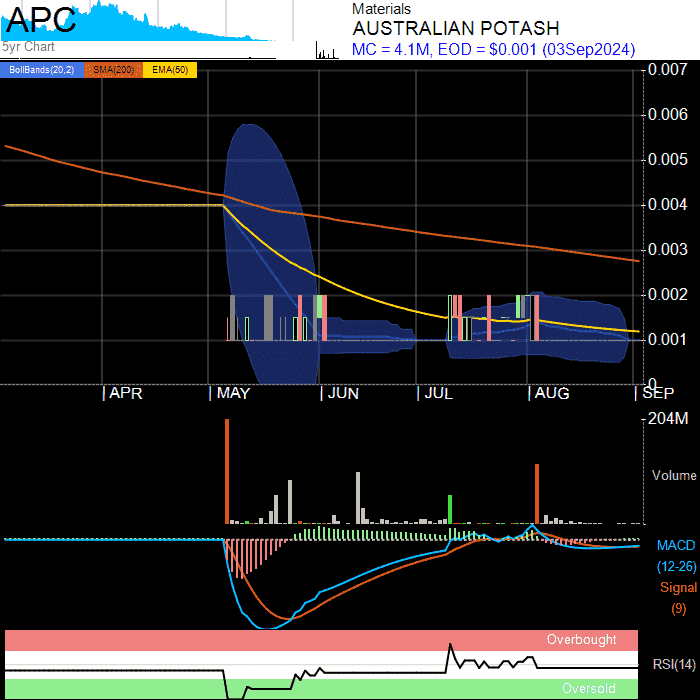 APC
5yr Chart
Materials
AUSTRALIAN POTASH
MC = 4.1M, EOD = $0.001 (03Sep2024)
BollBands(20,2) SMA(200) EMA(50)
0.007
0.006
0.005
0.004
0.003
0.002
0.001
0
APR MAY JUN JUL AUG SEP
204M
Volume
MACD
(12-26)
Signal
(9)
Overbought
RSI(14)
Oversold